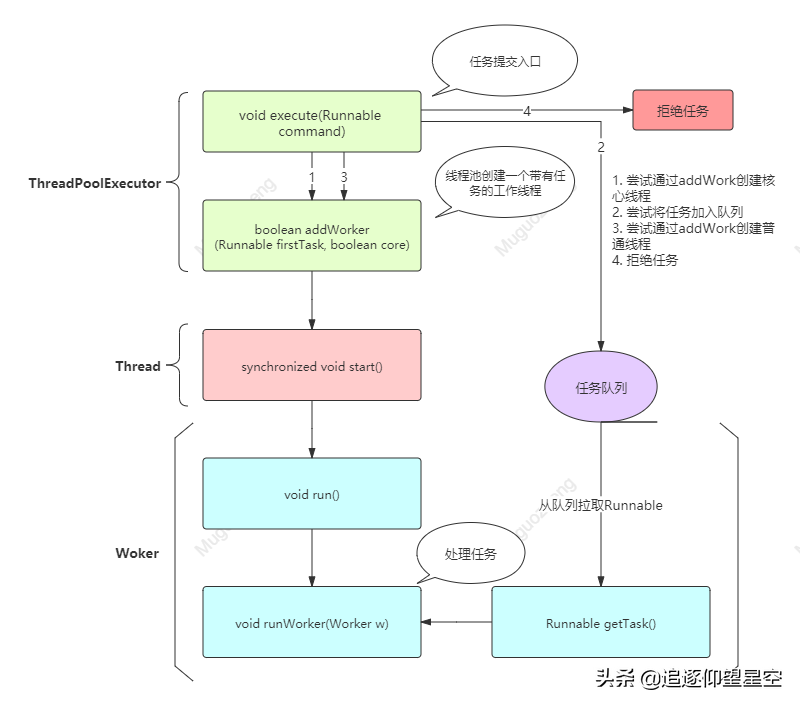 任务提交入口
void execute(Runnable
command)
4
拒绝任务
2
1
3
ThreadPoolExecutor
线程池创建一个带有任
务的工作线程
1. 尝试通过addWork创建核
心线程
2. 尝试将任务加入队列
3. 尝试通过addWork创建普
通线程
4. 拒绝任务
boolean addWorker
(Runnable firstTask, boolean core)
Thread
synchronized void start()
任务队列
void run()
从队列拉取Runnable
Woker
处理任务
void runWorker(Worker w)
Runnable getTask()
头条 @追逐仰望星空